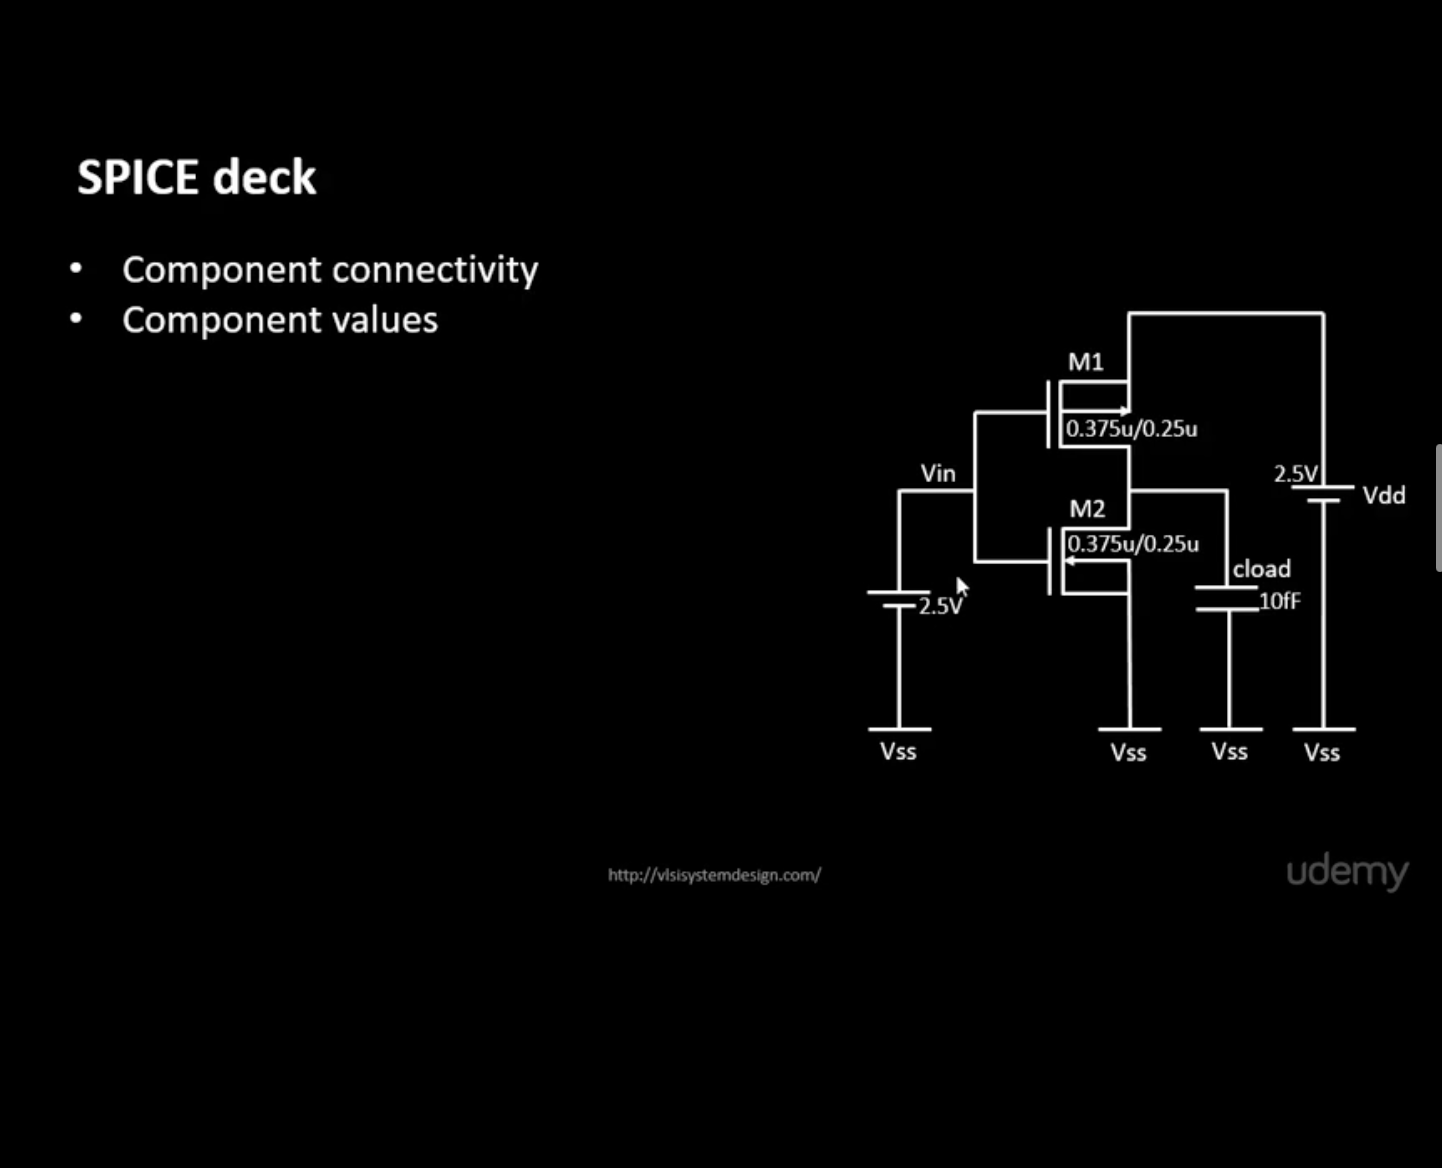 SPICE deck
• Component connectivity
• Component values
M1
0.375u/0.25u
Vin
2.5V
Vdd
M2
0.375u/0.25u
cload
10fF
2.5V
Vss
Vss
Vss
Vss
http://vlsisystemdesign.com/
udemy